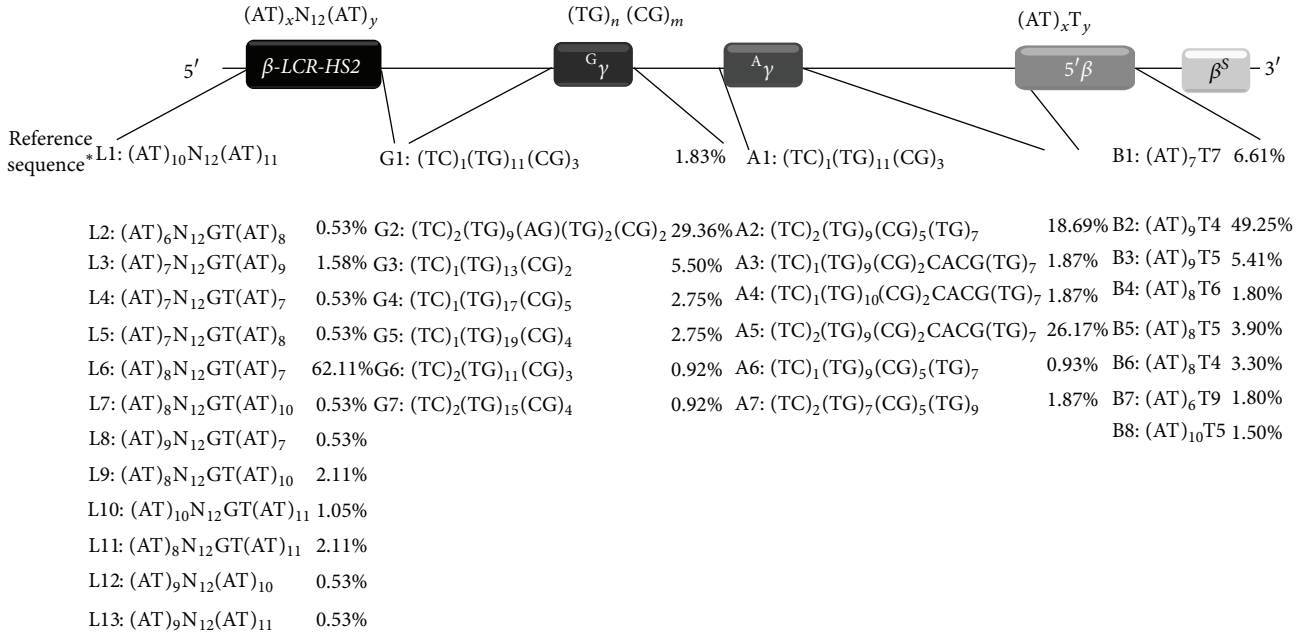 (AT)ₓN₁₂(AT)ᵧ (TG)ₙ (CG)ₘ (AT)ₓTᵧ
5′ β-LCR-HS2 ᴳγ ᴬγ 5′β βˢ 3′
Reference
sequence* L1: (AT)₁₀N₁₂(AT)₁₁ G1: (TC)₁(TG)₁₁(CG)₃ 1.83% A1: (TC)₁(TG)₁₁(CG)₃ B1: (AT)₇T7 6.61%
L2: (AT)₆N₁₂GT(AT)₈ 0.53% G2: (TC)₂(TG)₉(AG)(TG)₂(CG)₂ 29.36% A2: (TC)₂(TG)₉(CG)₅(TG)₇ 18.69% B2: (AT)₉T4 49.25%
L3: (AT)₇N₁₂GT(AT)₉ 1.58% G3: (TC)₁(TG)₁₃(CG)₂ 5.50% A3: (TC)₁(TG)₉(CG)₂CACG(TG)₇ 1.87% B3: (AT)₉T5 5.41%
L4: (AT)₇N₁₂GT(AT)₇ 0.53% G4: (TC)₁(TG)₁₇(CG)₅ 2.75% A4: (TC)₁(TG)₁₀(CG)₂CACG(TG)₇ 1.87% B4: (AT)₈T6 1.80%
L5: (AT)₇N₁₂GT(AT)₈ 0.53% G5: (TC)₁(TG)₁₉(CG)₄ 2.75% A5: (TC)₂(TG)₉(CG)₂CACG(TG)₇ 26.17% B5: (AT)₈T5 3.90%
L6: (AT)₈N₁₂GT(AT)₇ 62.11% G6: (TC)₂(TG)₁₁(CG)₃ 0.92% A6: (TC)₁(TG)₉(CG)₅(TG)₇ 0.93% B6: (AT)₈T4 3.30%
L7: (AT)₈N₁₂GT(AT)₁₀ 0.53% G7: (TC)₂(TG)₁₅(CG)₄ 0.92% A7: (TC)₂(TG)₇(CG)₅(TG)₉ 1.87% B7: (AT)₆T9 1.80%
L8: (AT)₉N₁₂GT(AT)₇ 0.53% B8: (AT)₁₀T5 1.50%
L9: (AT)₈N₁₂GT(AT)₁₀ 2.11%
L10: (AT)₁₀N₁₂GT(AT)₁₁ 1.05%
L11: (AT)₈N₁₂GT(AT)₁₁ 2.11%
L12: (AT)₉N₁₂(AT)₁₀ 0.53%
L13: (AT)₉N₁₂(AT)₁₁ 0.53%